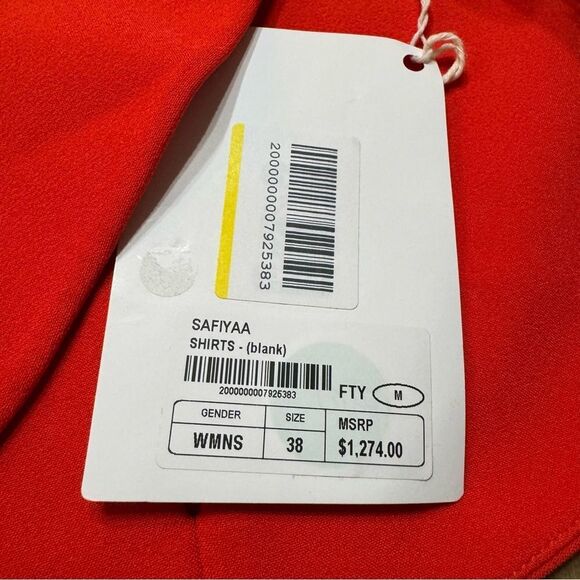 2000000007925383
SAFIYAA
SHIRTS - (blank)
2000000007925383
FTY M
GENDER SIZE MSRP
WMNS 38 $1,274.00